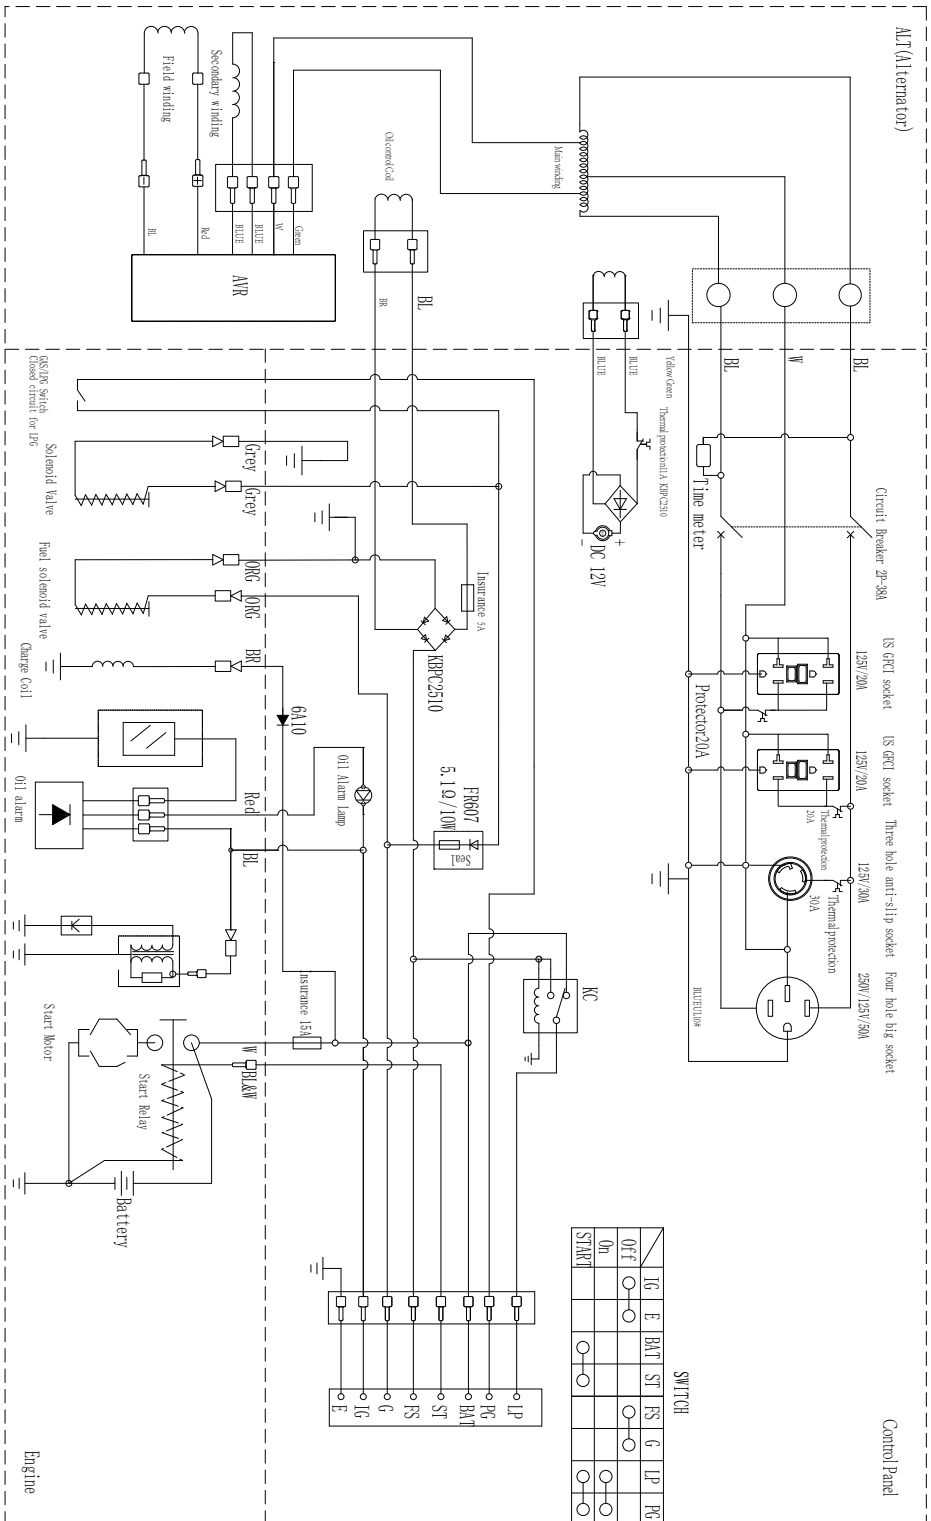 ALT(Alternator)
Field winding
Secondary winding
BL
Red
BLUE
BLUE
W
Green
AVR
Oil control Coil
BR
BL
Main winding
BLUE
BLUE
Yellow Green
Thermal protection11A KBPC2510
BL
W
BL
DC 12V
+
-
Time meter
Circuit Breaker 2P-38A
US GFCI socket
125V/20A
US GFCI socket
125V/20A
Three hole anti-slip socket
125V/30A
Four hole big socket
250V/125V/50A
Protector20A
Thermalprotection
20A
Thermalprotection
30A
BLUEUL10#
GAS/LPG Switch
Closed circuit for LPG
Solenoid Valve
Grey
Grey
Fuel solenoid valve
ORG
ORG
Insurance 5A
KBPC2510
Charge Coil
BR
6A10
Oil alarm
Red
BL
Oil Alarm Lamp
FR607
5.1Ω/10W
Seal
KC
Insurance 15A
W
BL&W
Start Motor
Start Relay
Battery
E
IG
G
FS
ST
BAT
PG
LP
SWITCH
IG E BAT ST FS G LP PG
Off
On
START
Control Panel
Engine